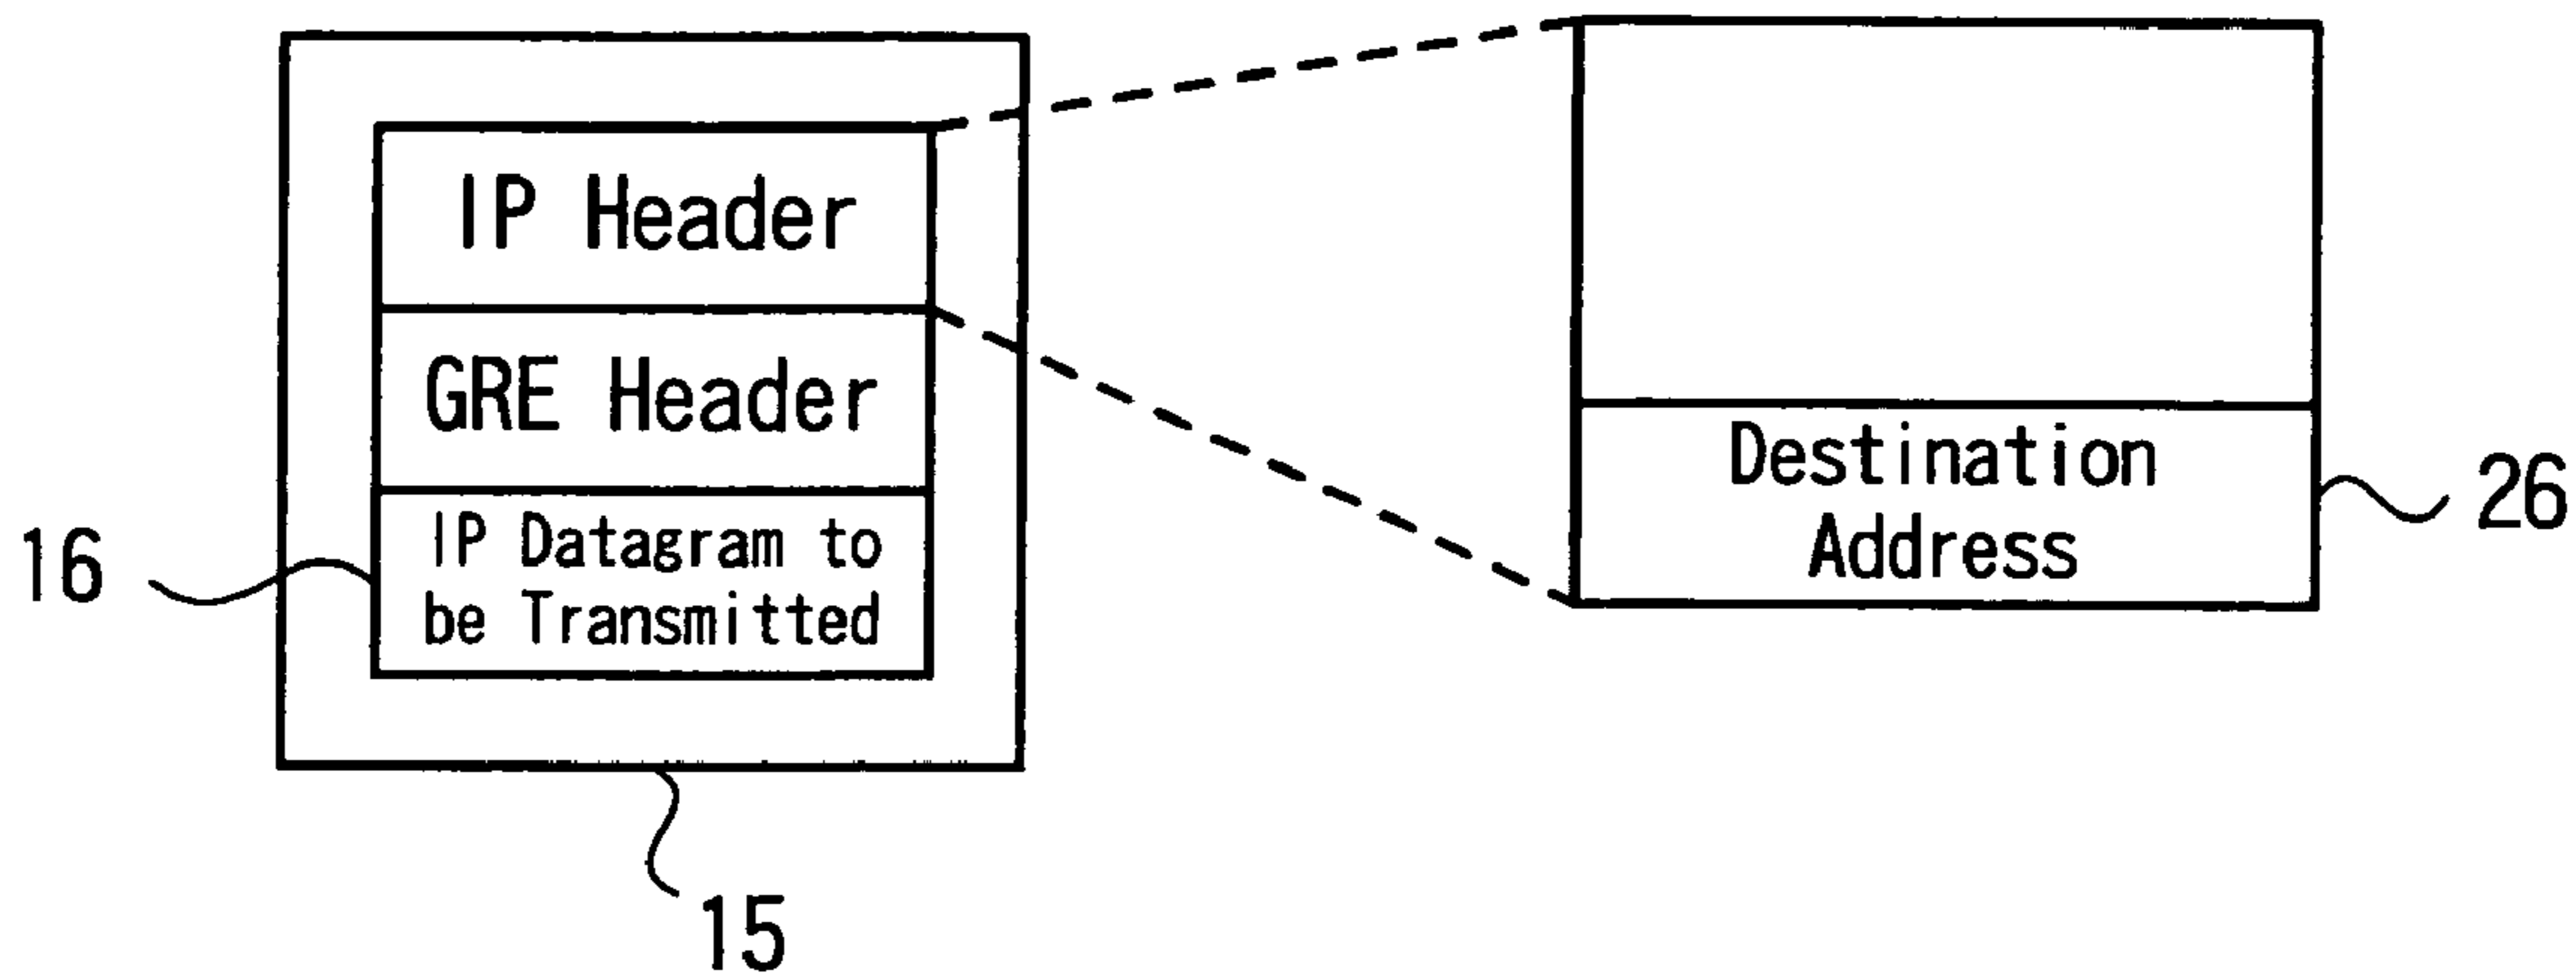 IP Header
GRE Header
IP Datagram to
be Transmitted
16
15
Destination
Address
26